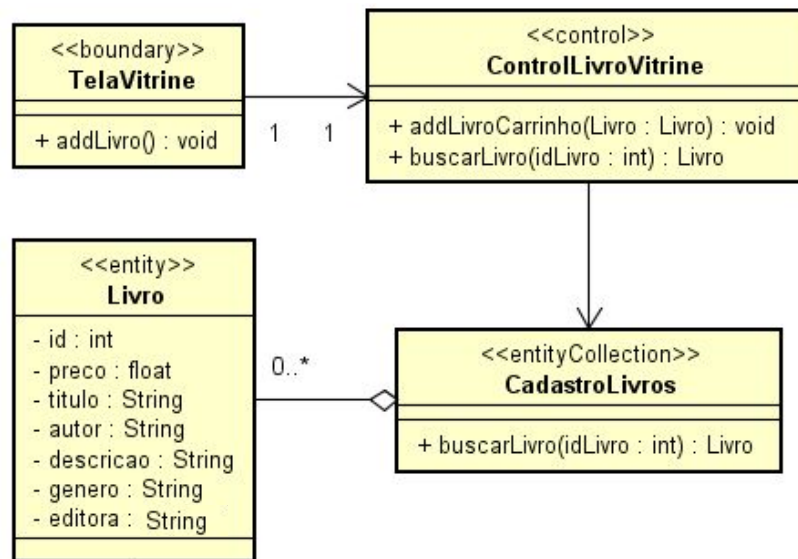 <<boundary>>
TelaVitrine
+ addLivro() : void
1
1
<<control>>
ControlLivroVitrine
+ addLivroCarrinho(Livro : Livro) : void
+ buscarLivro(idLivro : int) : Livro
<<entity>>
Livro
- id : int
- preco : float
- titulo : String
- autor : String
- descricao : String
- genero : String
- editora : String
0..*
<<entityCollection>>
CadastroLivros
+ buscarLivro(idLivro : int) : Livro